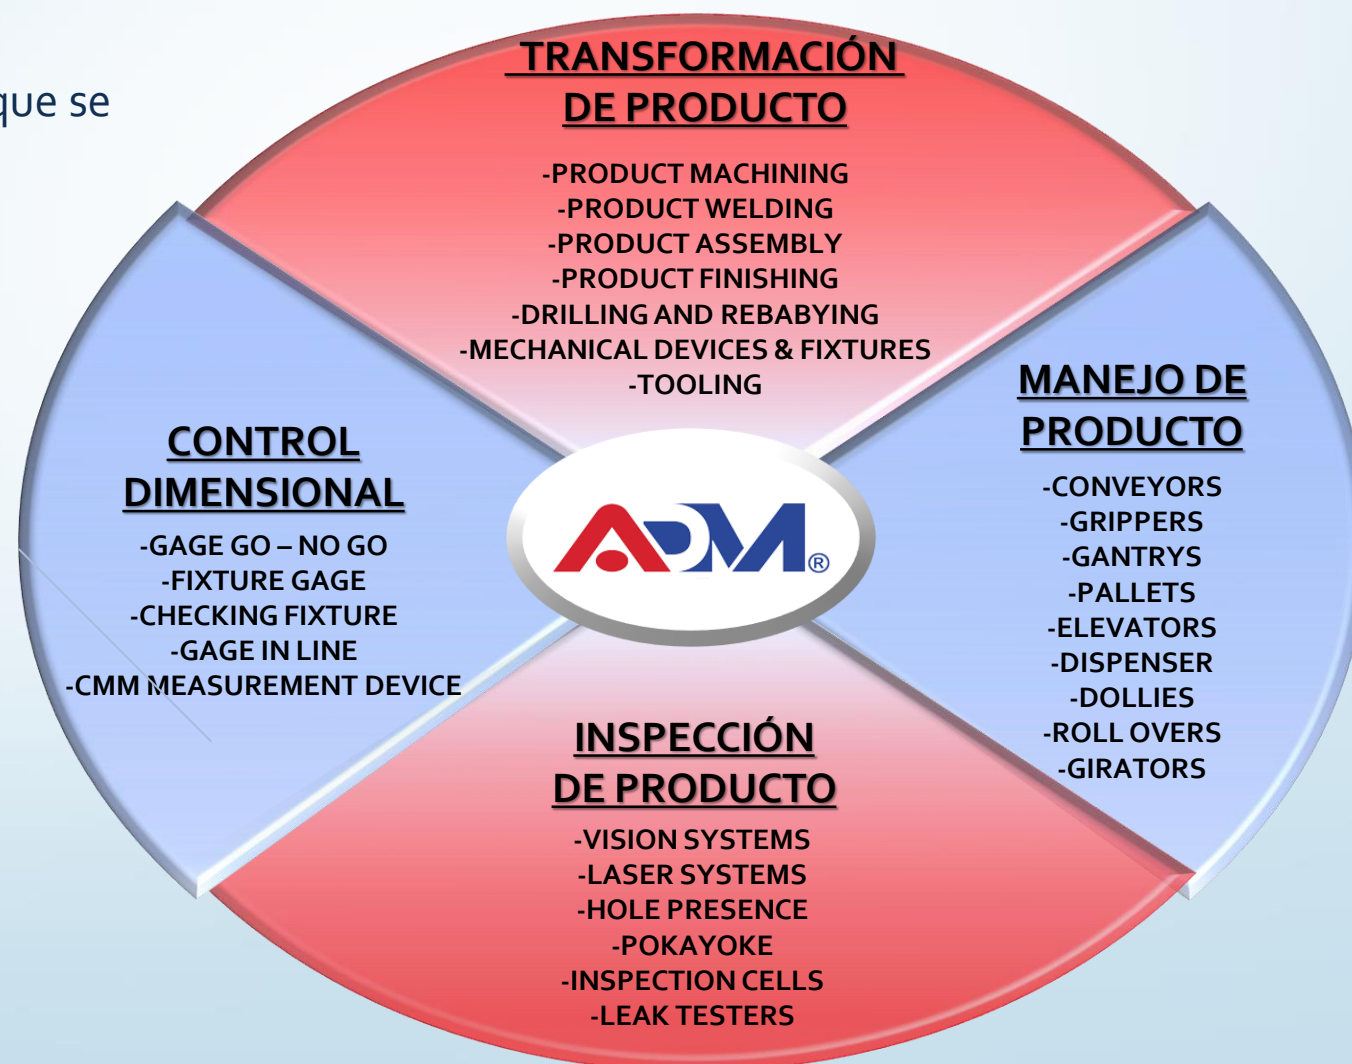 que se
TRANSFORMACIÓN
DE PRODUCTO
-PRODUCT MACHINING
-PRODUCT WELDING
-PRODUCT ASSEMBLY
-PRODUCT FINISHING
-DRILLING AND REBABYING
-MECHANICAL DEVICES & FIXTURES
-TOOLING
CONTROL
DIMENSIONAL
-GAGE GO – NO GO
-FIXTURE GAGE
-CHECKING FIXTURE
-GAGE IN LINE
-CMM MEASUREMENT DEVICE
ADM®
MANEJO DE
PRODUCTO
-CONVEYORS
-GRIPPERS
-GANTRYS
-PALLETS
-ELEVATORS
-DISPENSER
-DOLLIES
-ROLL OVERS
-GIRATORS
INSPECCIÓN
DE PRODUCTO
-VISION SYSTEMS
-LASER SYSTEMS
-HOLE PRESENCE
-POKAYOKE
-INSPECTION CELLS
-LEAK TESTERS